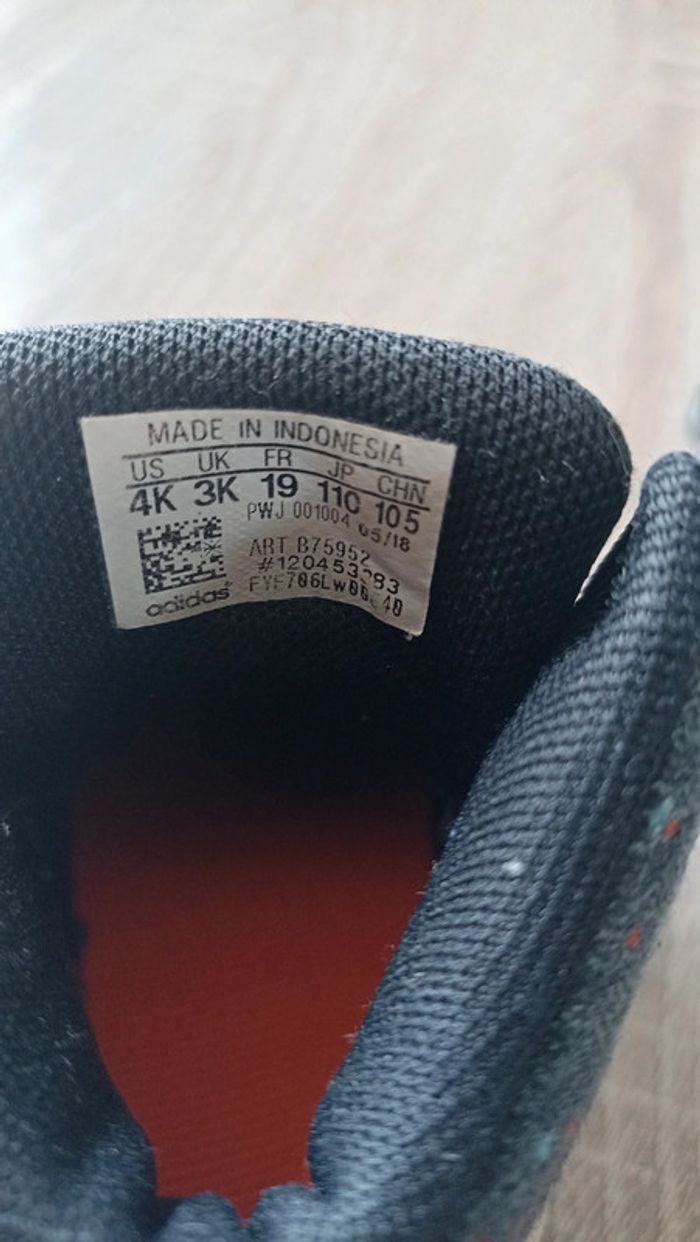 MADE IN INDONESIA
US UK FR JP CHN
4K 3K 19 110 105
PWJ 001004 05/18
ART B75952
adidas